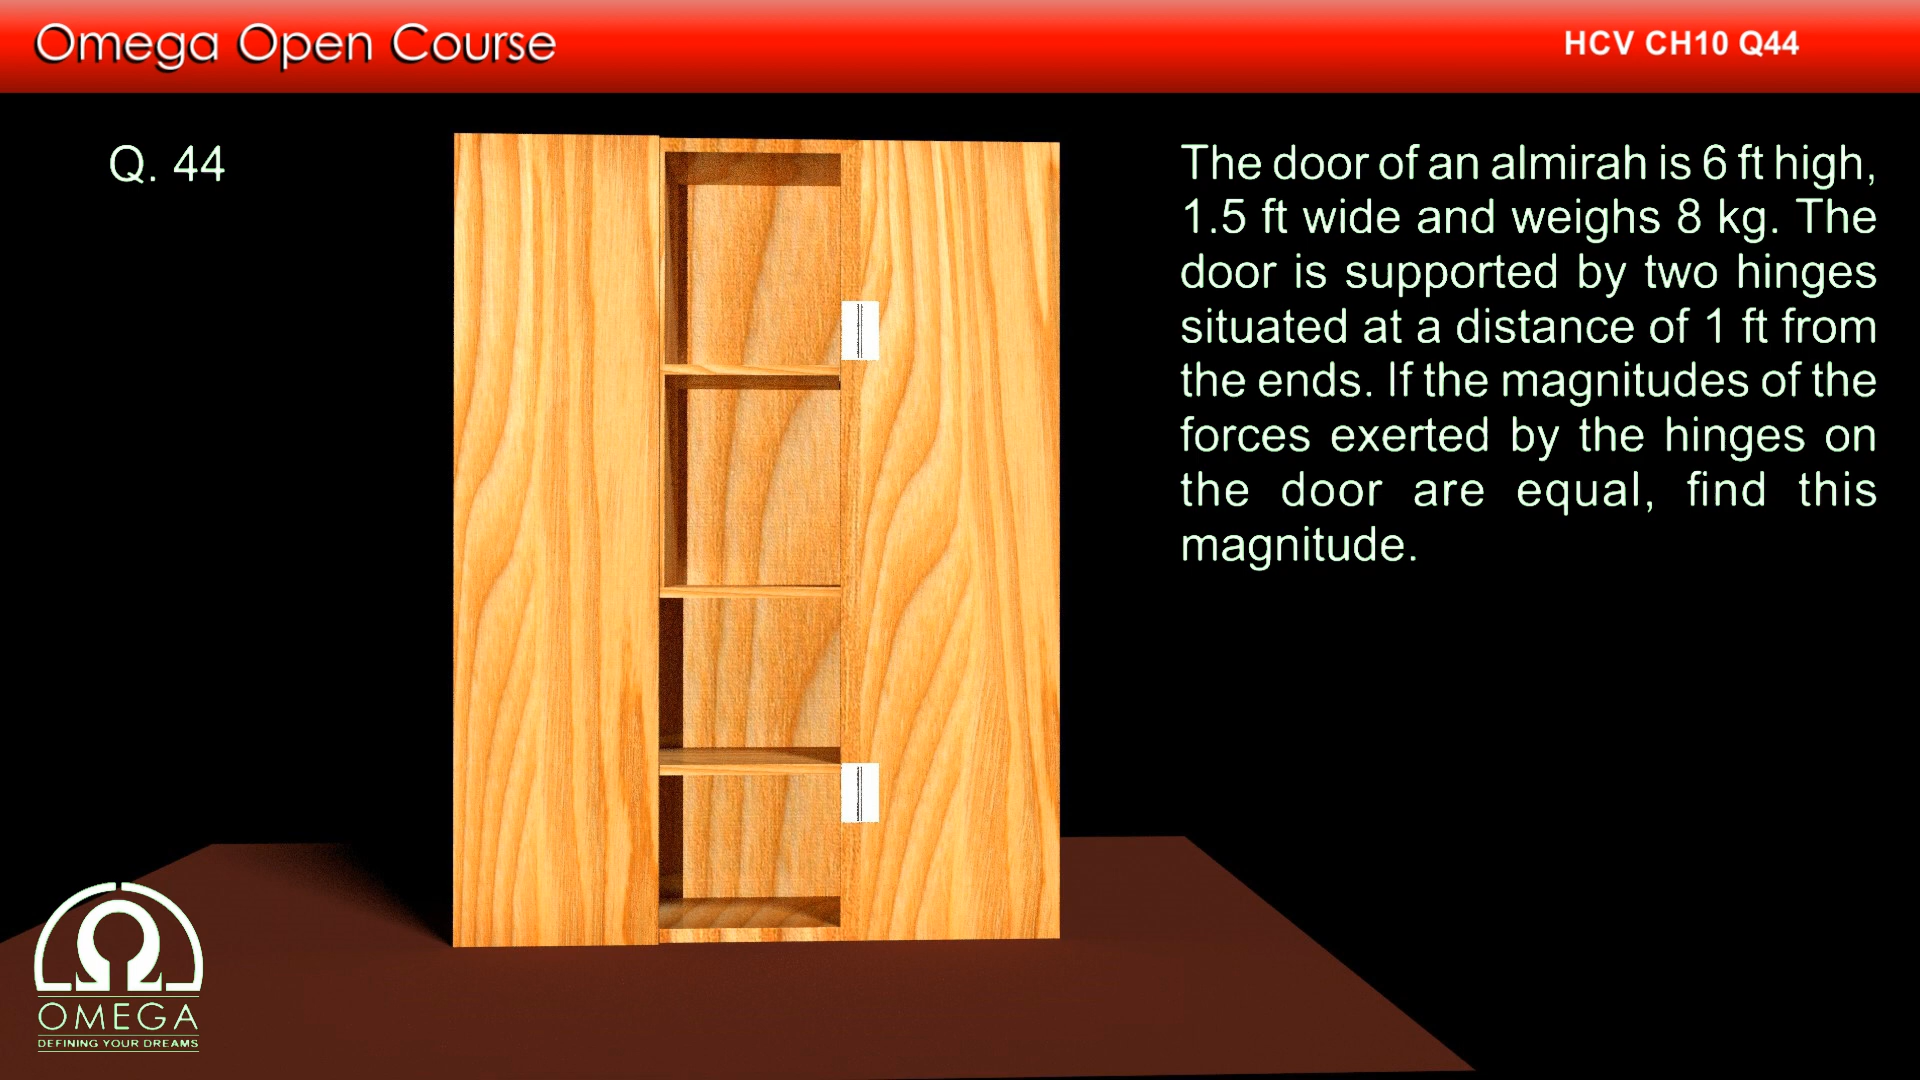 Omega Open Course
HCV CH10 Q44
Q. 44
The door of an almirah is 6 ft high,
1.5 ft wide and weighs 8 kg. The
door is supported by two hinges
situated at a distance of 1 ft from
the ends. If the magnitudes of the
forces exerted by the hinges on
the door are equal, find this
magnitude.
OMEGA
DEFINING YOUR DREAMS